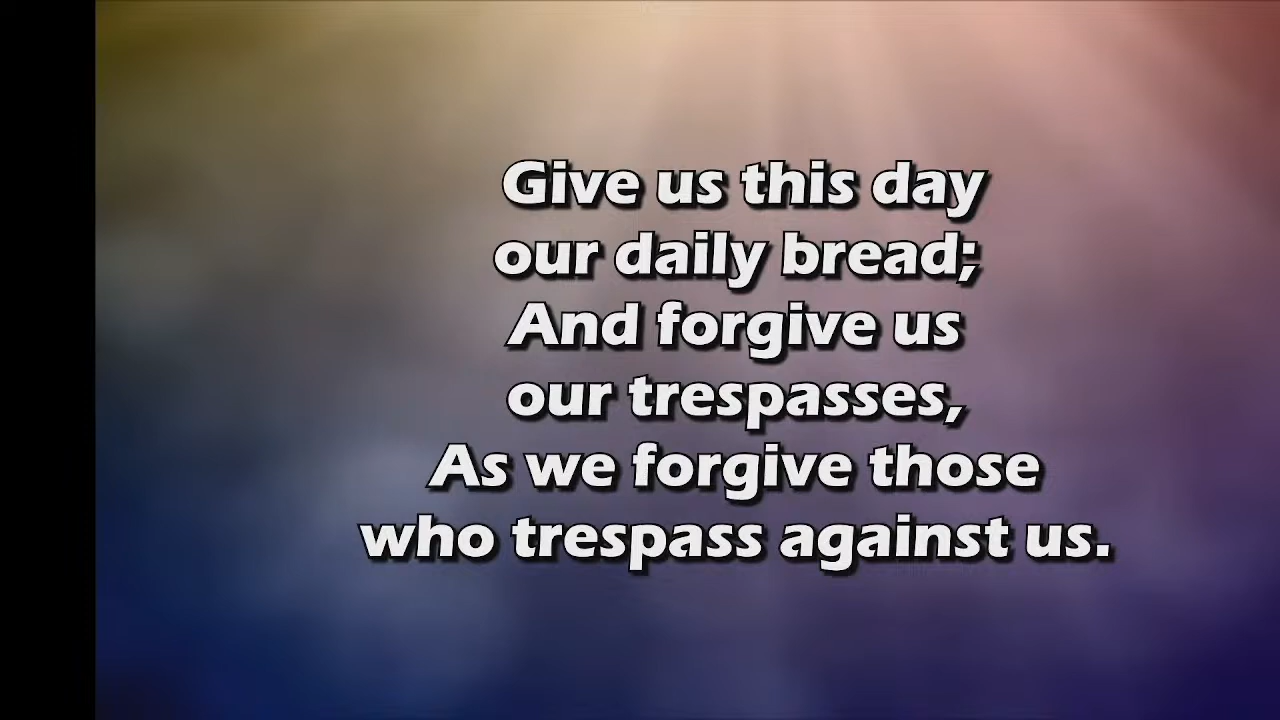 Give us this day
our daily bread;
And forgive us
our trespasses,
As we forgive those
who trespass against us.